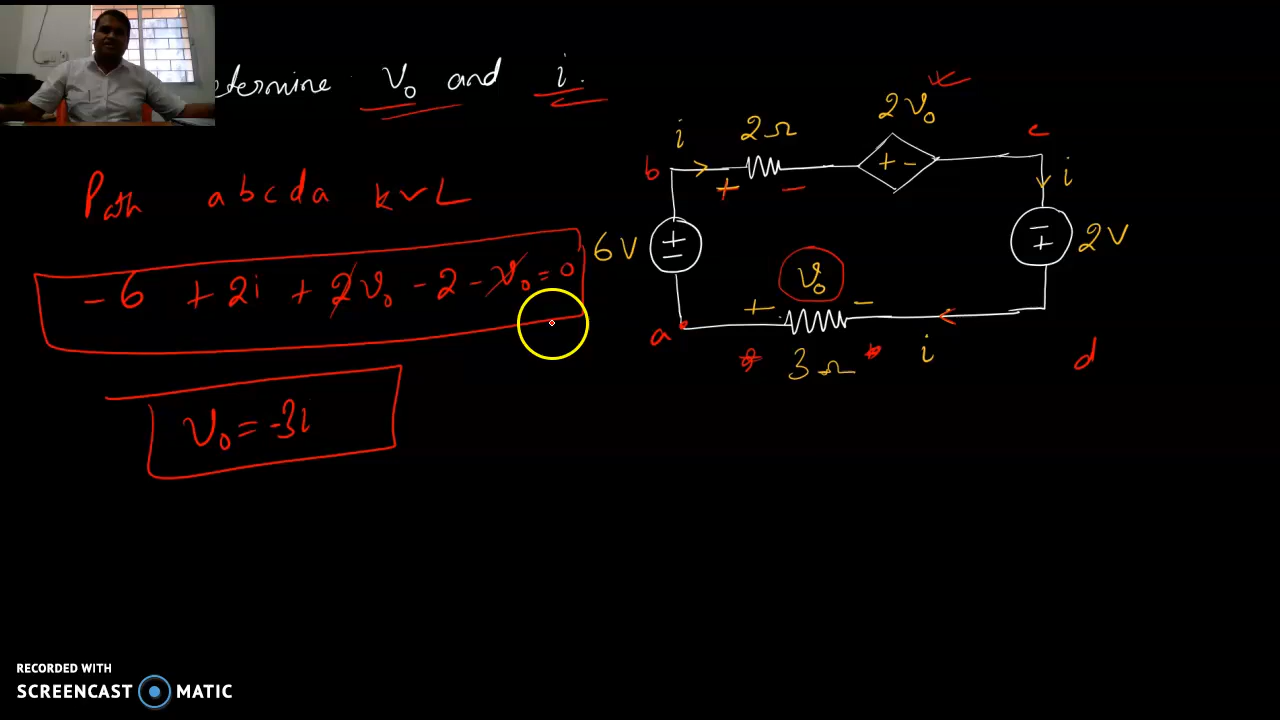 etermine V₀ and i.
Path abcda KVL
- 6 + 2i + 2V₀ - 2 - V₀ = 0
V₀ = -3i
i
2Ω
2V₀
c
b
+
-
+ -
i
6V
+
-
-
+
2V
V₀
+
-
a
3Ω
i
d
RECORDED WITH
SCREENCAST MATIC